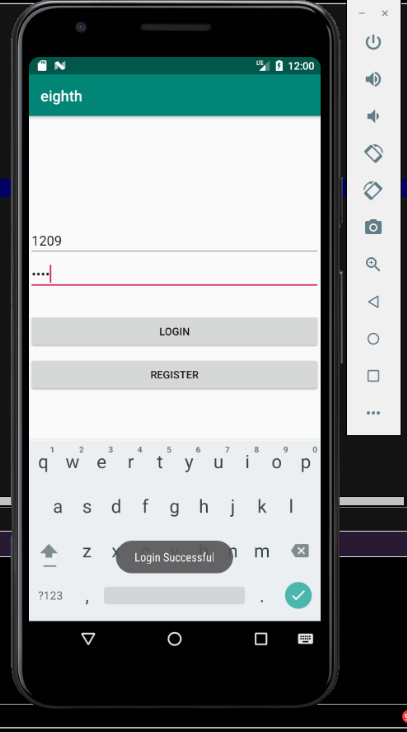 LTE 12:00
eighth
1209
••••
LOGIN
REGISTER
1 2 3 4 5 6 7 8 9 0
q w e r t y u i o p
a s d f g h j k l
z x c v b n m
Login Successful
?123 , .